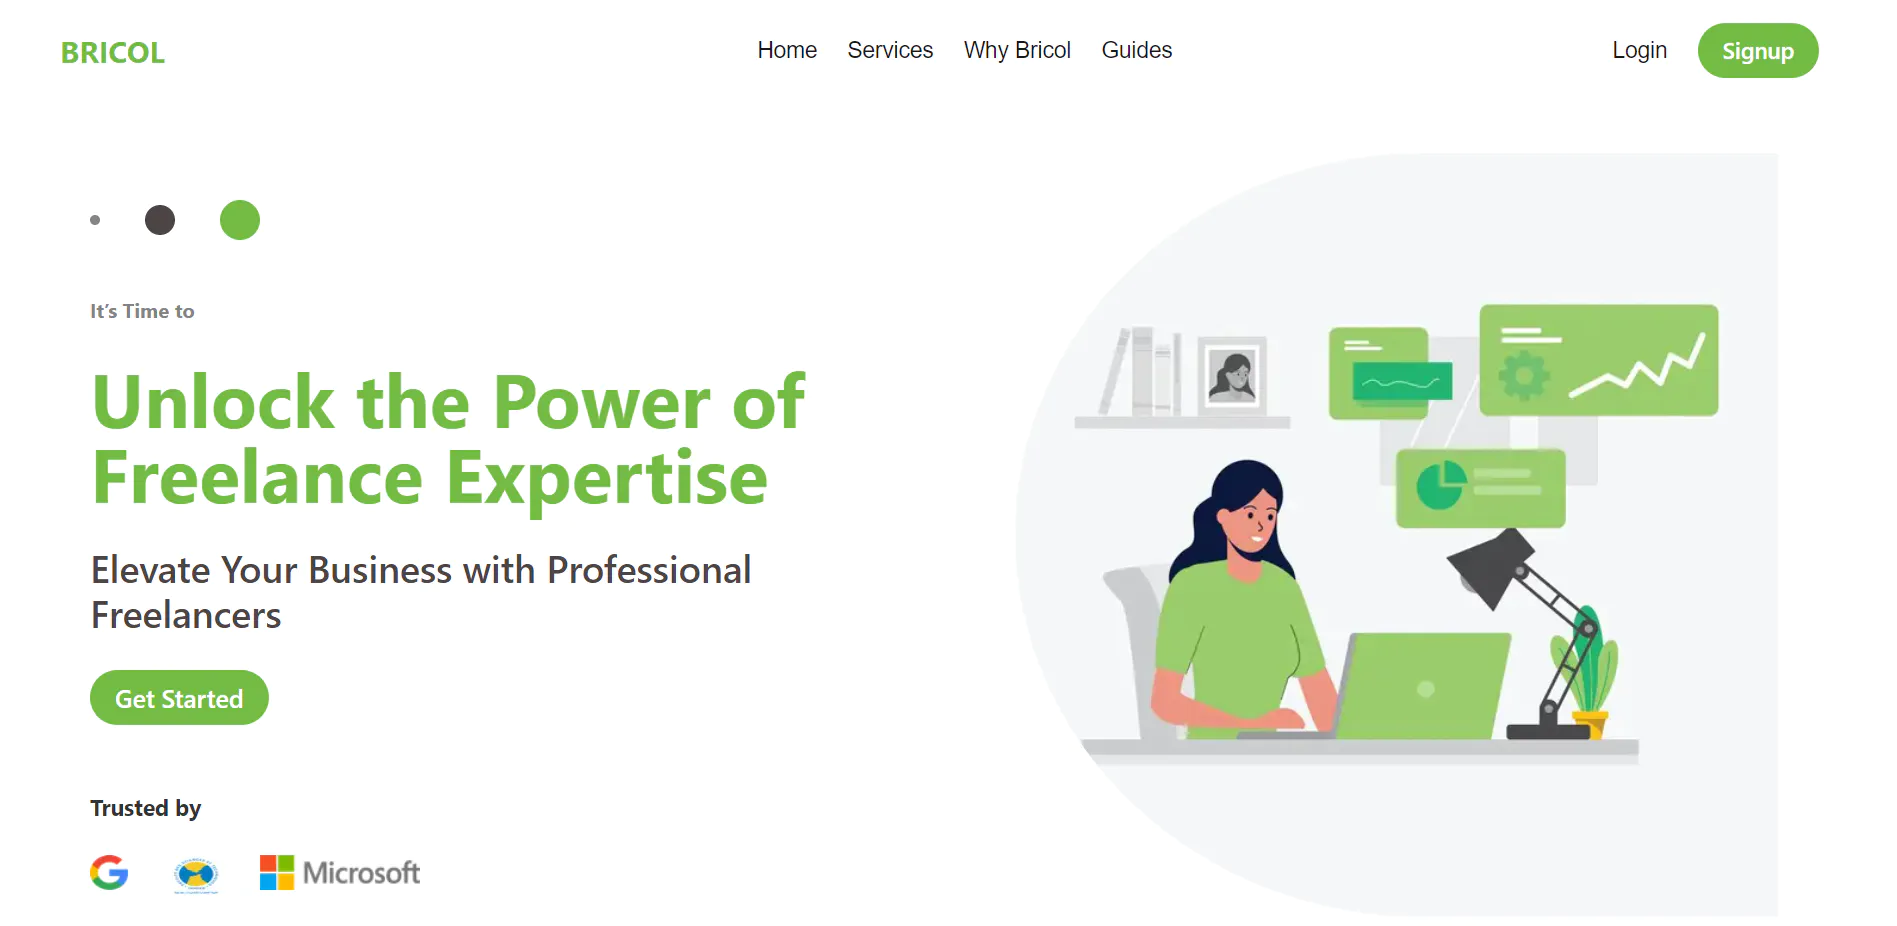 BRICOL
Home
Services
Why Bricol
Guides
Login
Signup
It’s Time to
Unlock the Power of
Freelance Expertise
Elevate Your Business with Professional
Freelancers
Get Started
Trusted by
Microsoft